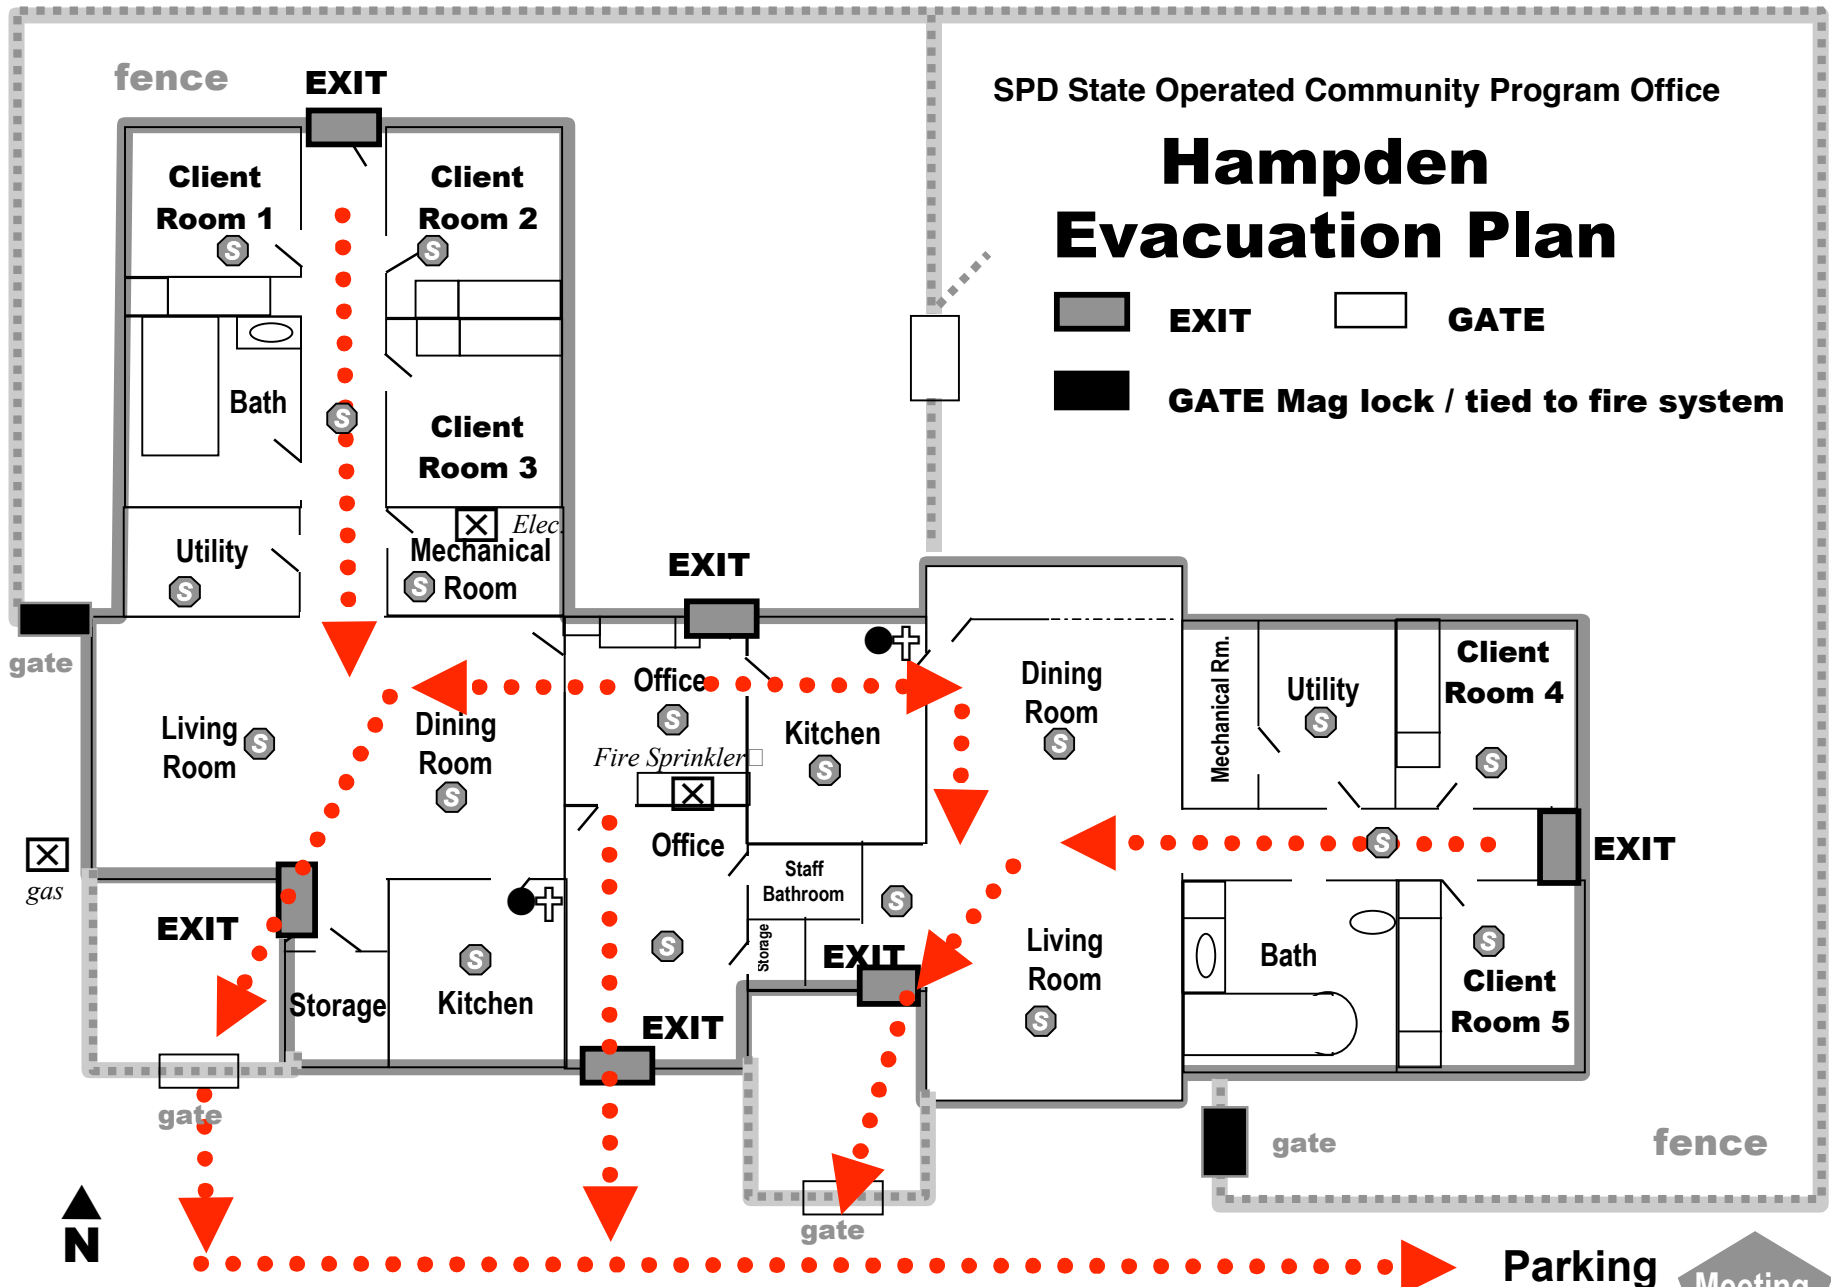 fence
EXIT
SPD State Operated Community Program Office
Hampden
Evacuation Plan
EXIT
GATE
GATE Mag lock / tied to fire system
Client
Room 1
S
Client
Room 2
S
Bath
S
Client
Room 3
Elec.
Utility
S
Mechanical
Room
S
gate
EXIT
Living
Room
S
Dining
Room
S
Office
S
Fire Sprinkler
Kitchen
S
Dining
Room
S
Mechanical Rm.
Utility
S
Client
Room 4
S
gas
EXIT
Storage
Kitchen
S
Office
S
EXIT
Staff
Bathroom
S
Storage
EXIT
Living
Room
S
S
EXIT
Bath
S
Client
Room 5
gate
gate
gate
fence
N
Parking
Meeting